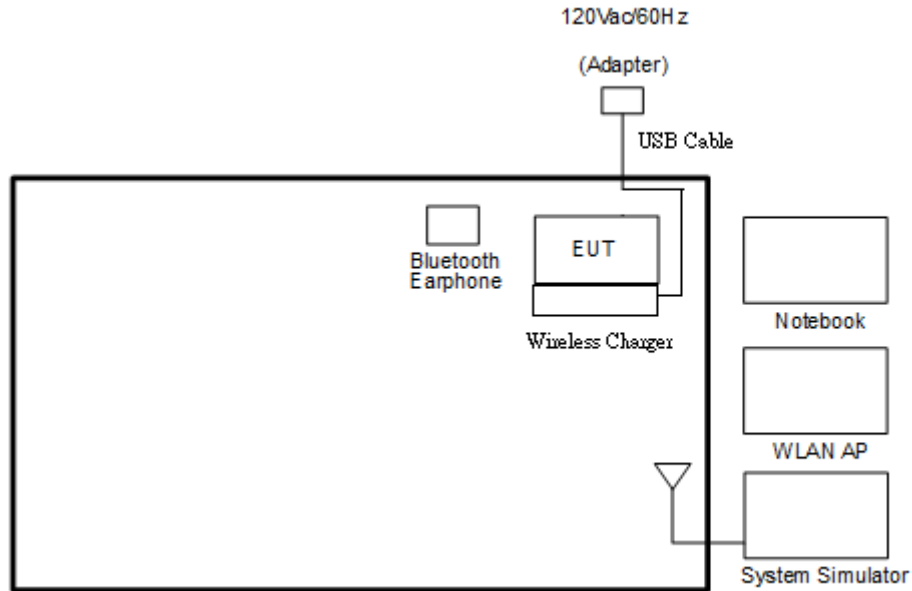 120Vac/60Hz
(Adapter)
USB Cable
EUT
Bluetooth
Earphone
Wireless Charger
Notebook
WLAN AP
System Simulator